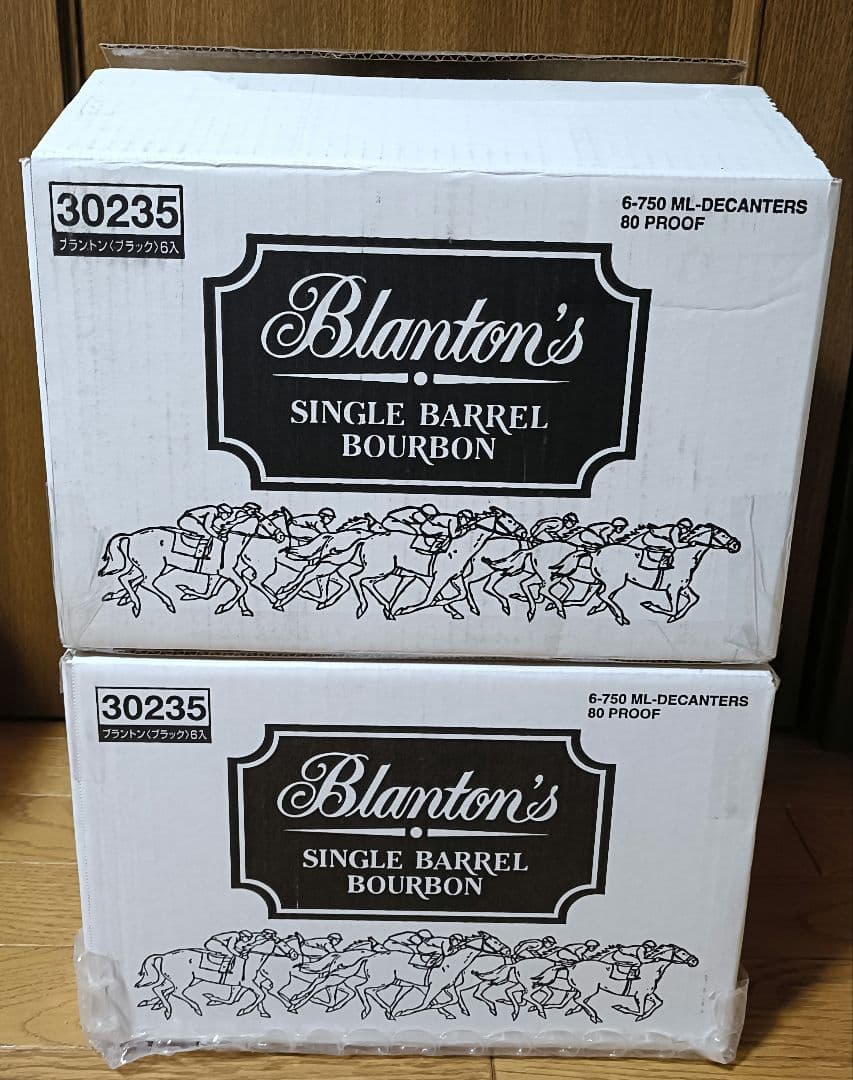 30235
ブラントン〈ブラック〉6入
6-750 ML-DECANTERS
80 PROOF
Blanton's
SINGLE BARREL
BOURBON
30235
ブラントン〈ブラック〉6入
6-750 ML-DECANTERS
80 PROOF
Blanton's
SINGLE BARREL
BOURBON